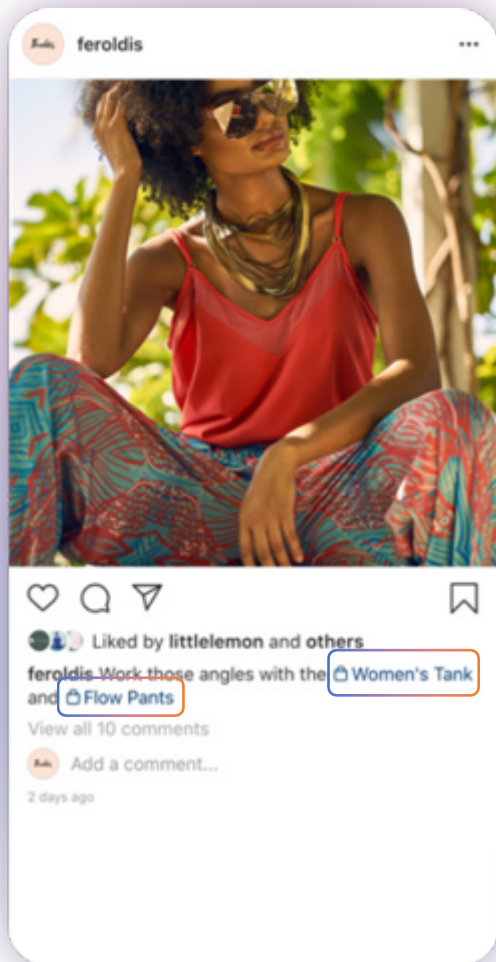 feroldis
Liked by littlelemon and others
feroldis Work those angles with the Women's Tank
and Flow Pants
View all 10 comments
Add a comment...
2 days ago